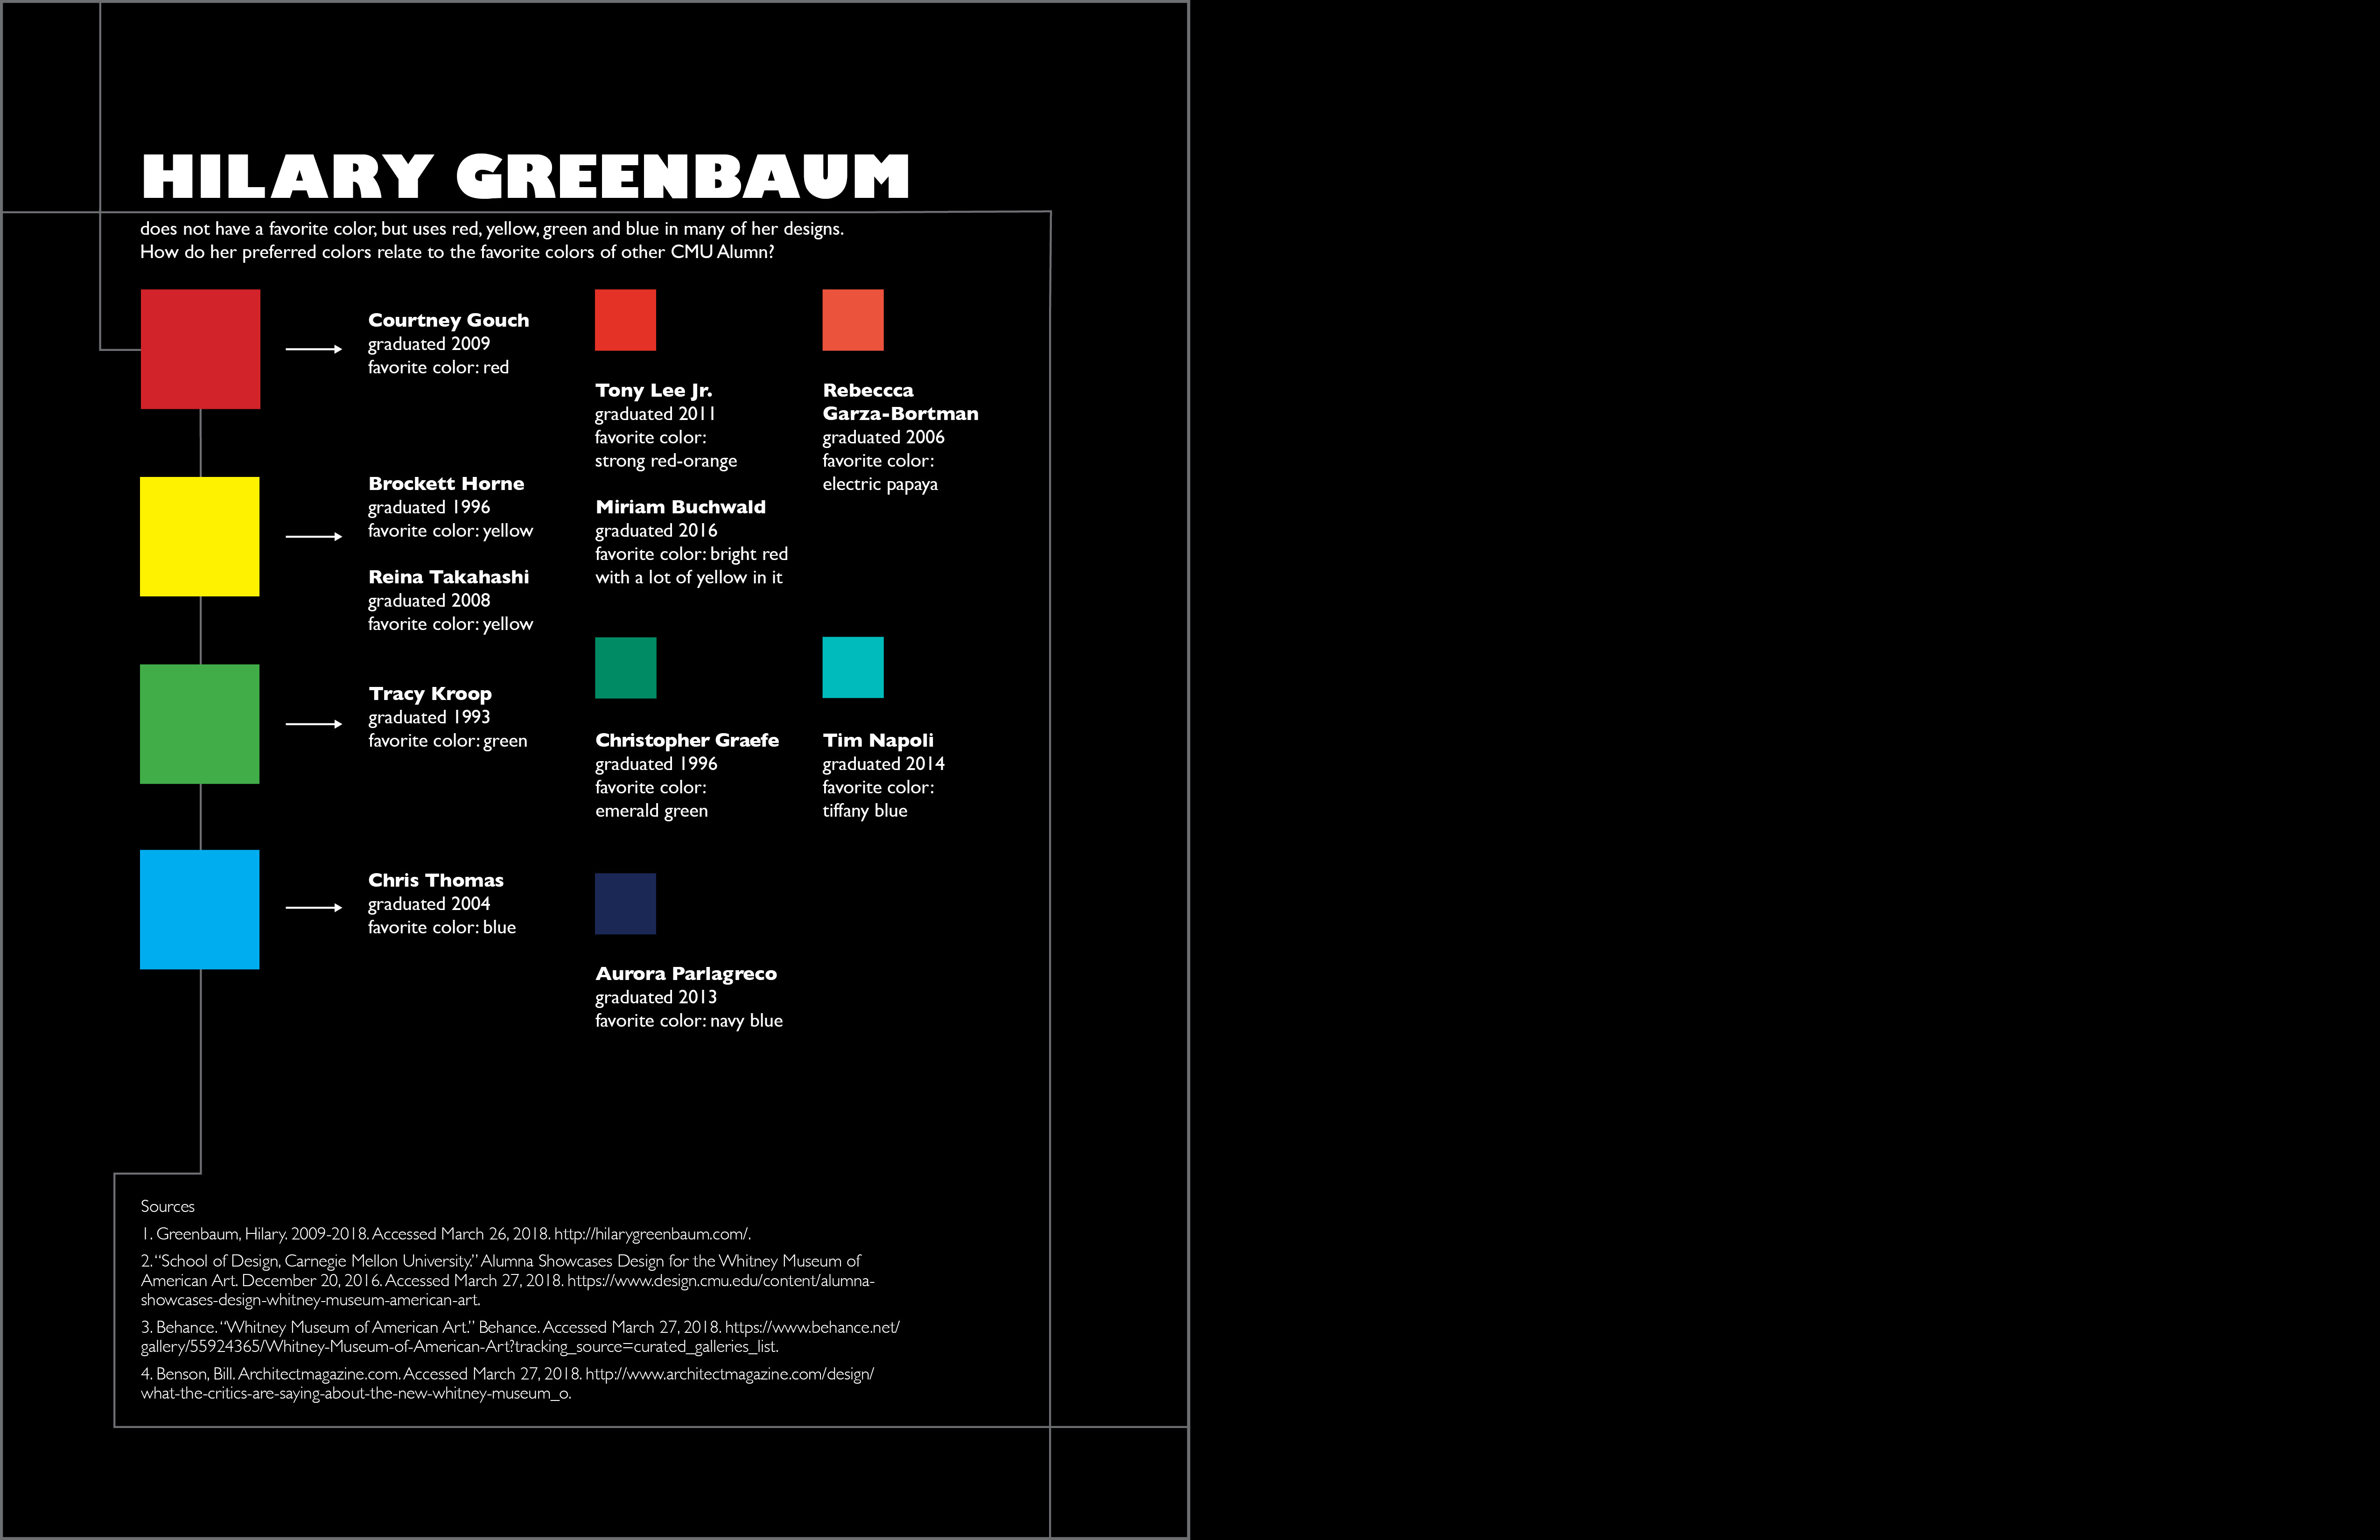 HILARY GREENBAUM
does not have a favorite color, but uses red, yellow, green and blue in many of her designs.
How do her preferred colors relate to the favorite colors of other CMU Alumn?
Courtney Gouch
graduated 2009
favorite color: red
Brockett Horne
graduated 1996
favorite color: yellow
Reina Takahashi
graduated 2008
favorite color: yellow
Tracy Kroop
graduated 1993
favorite color: green
Chris Thomas
graduated 2004
favorite color: blue
Tony Lee Jr.
graduated 2011
favorite color:
strong red-orange
Miriam Buchwald
graduated 2016
favorite color: bright red
with a lot of yellow in it
Christopher Graefe
graduated 1996
favorite color:
emerald green
Aurora Parlagreco
graduated 2013
favorite color: navy blue
Rebeccca
Garza-Bortman
graduated 2006
favorite color:
electric papaya
Tim Napoli
graduated 2014
favorite color:
tiffany blue
Sources
1. Greenbaum, Hilary. 2009-2018. Accessed March 26, 2018. http://hilarygreenbaum.com/.
2. “School of Design, Carnegie Mellon University.” Alumna Showcases Design for the Whitney Museum of
American Art. December 20, 2016. Accessed March 27, 2018. https://www.design.cmu.edu/content/alumna-
showcases-design-whitney-museum-american-art.
3. Behance. “Whitney Museum of American Art.” Behance. Accessed March 27, 2018. https://www.behance.net/
gallery/55924365/Whitney-Museum-of-American-Art?tracking_source=curated_galleries_list.
4. Benson, Bill. Architectmagazine.com. Accessed March 27, 2018. http://www.architectmagazine.com/design/
what-the-critics-are-saying-about-the-new-whitney-museum_o.